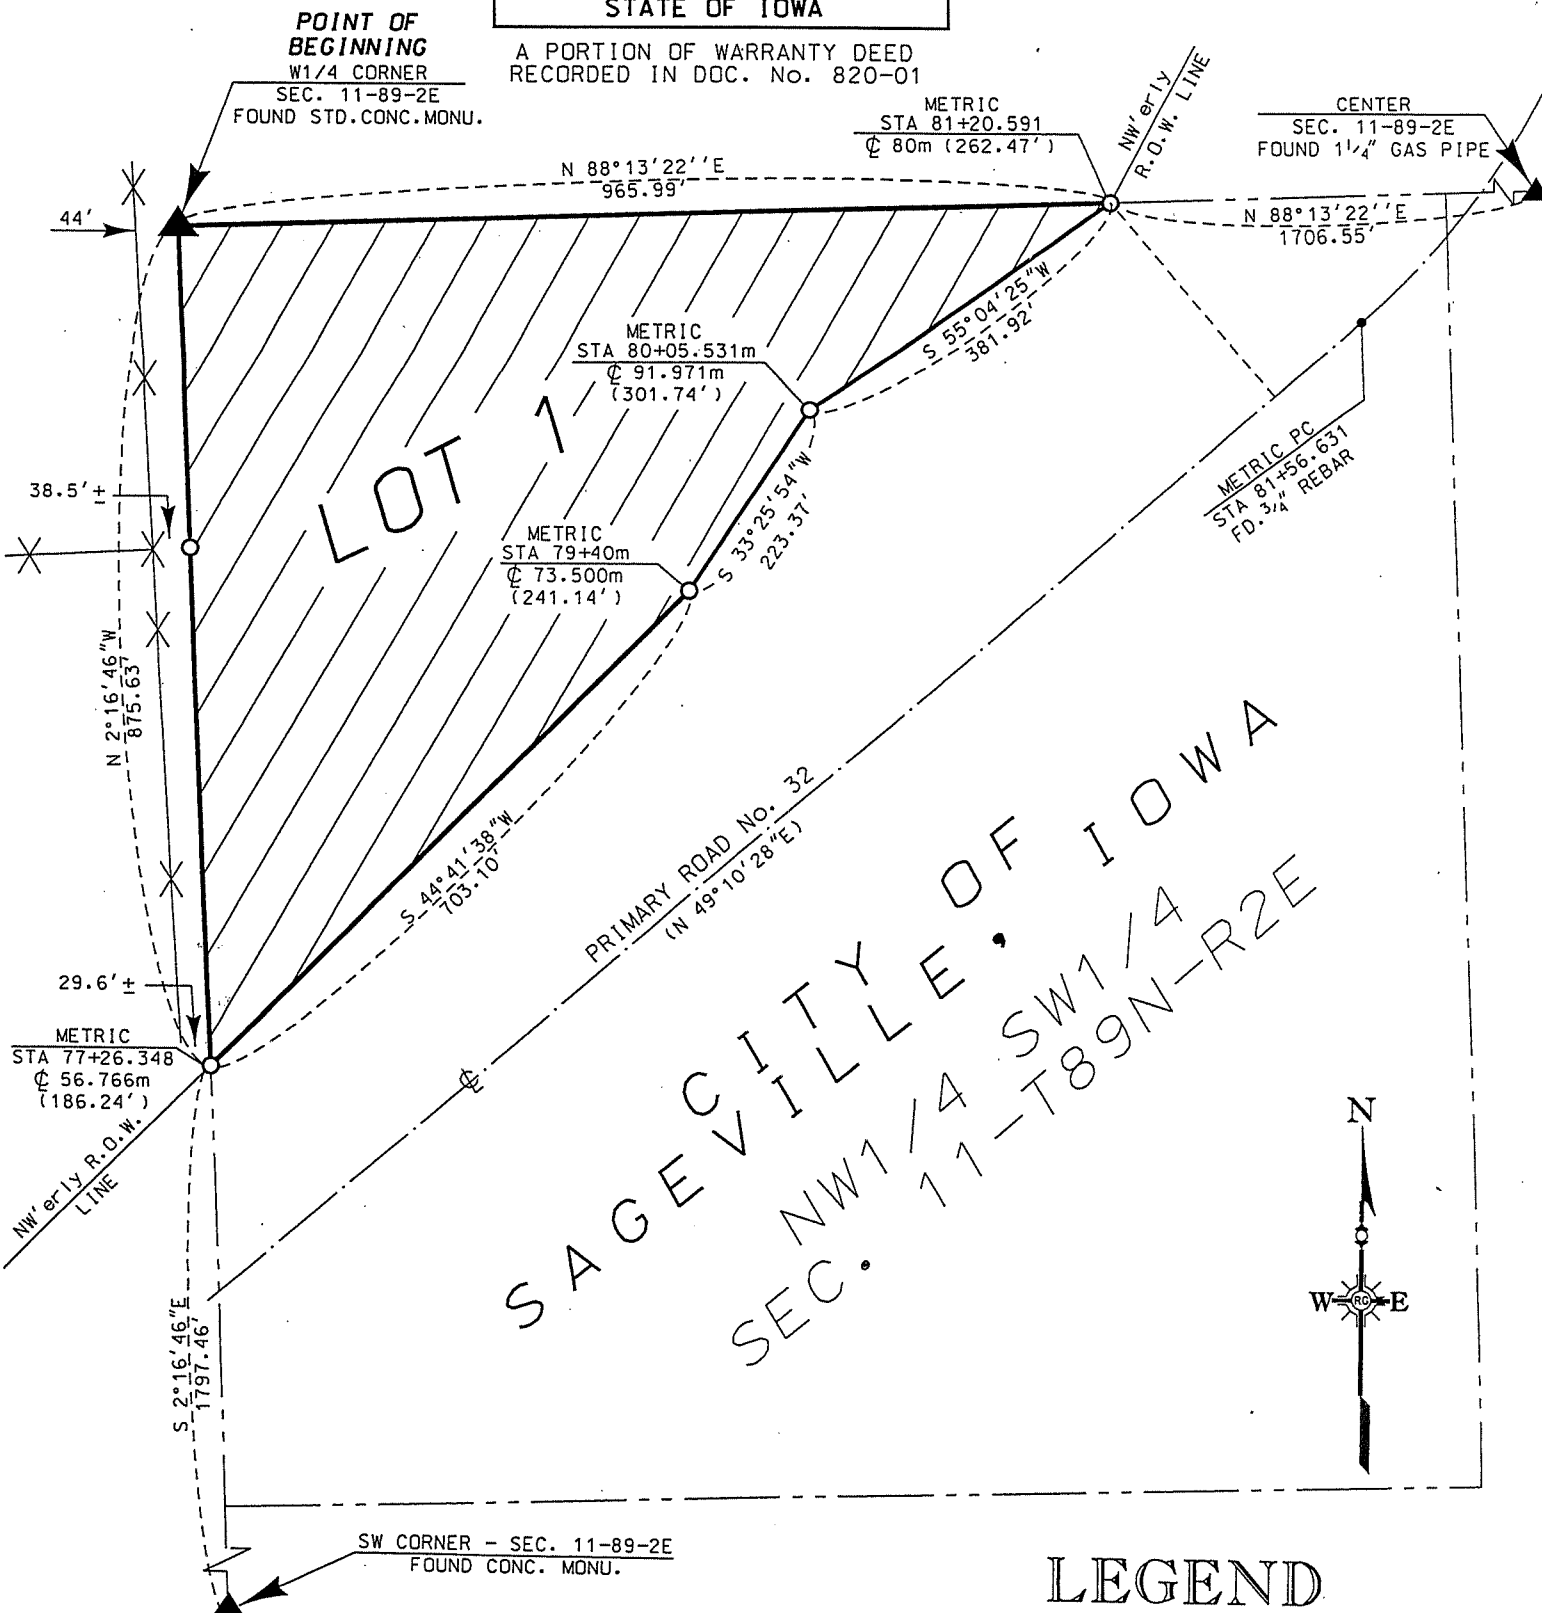 STATE OF IOWA
A PORTION OF WARRANTY DEED
RECORDED IN DOC. No. 820-01
POINT OF
BEGINNING
W1/4 CORNER
SEC. 11-89-2E
FOUND STD.CONC.MONU.
METRIC
STA 81+20.591
℄ 80m (262.47')
NW'erly
R.O.W. LINE
CENTER
SEC. 11-89-2E
FOUND 1 1/4" GAS PIPE
N 88°13'22''E
965.99'
N 88°13'22''E
1706.55'
44'
S 55°04'25"W
381.92'
METRIC
STA 80+05.531m
℄ 91.971m
(301.74')
LOT 1
METRIC PC
STA 81+56.631
FD. 3/4" REBAR
38.5'±
S 33°25'54"W
223.37'
METRIC
STA 79+40m
℄ 73.500m
(241.14')
N 2°16'46"W
875.63'
S 44°41'38"W
703.10'
PRIMARY ROAD No. 32
(N 49°10'28"E)
℄
29.6'±
METRIC
STA 77+26.348
℄ 56.766m
(186.24')
NW'erly R.O.W.
LINE
CITY OF
SAGEVILLE, IOWA
NW1/4 SW1/4
SEC. 11-T89N-R2E
N
W RG E
S 2°16'46"E
1797.46'
SW CORNER - SEC. 11-89-2E
FOUND CONC. MONU.
LEGEND